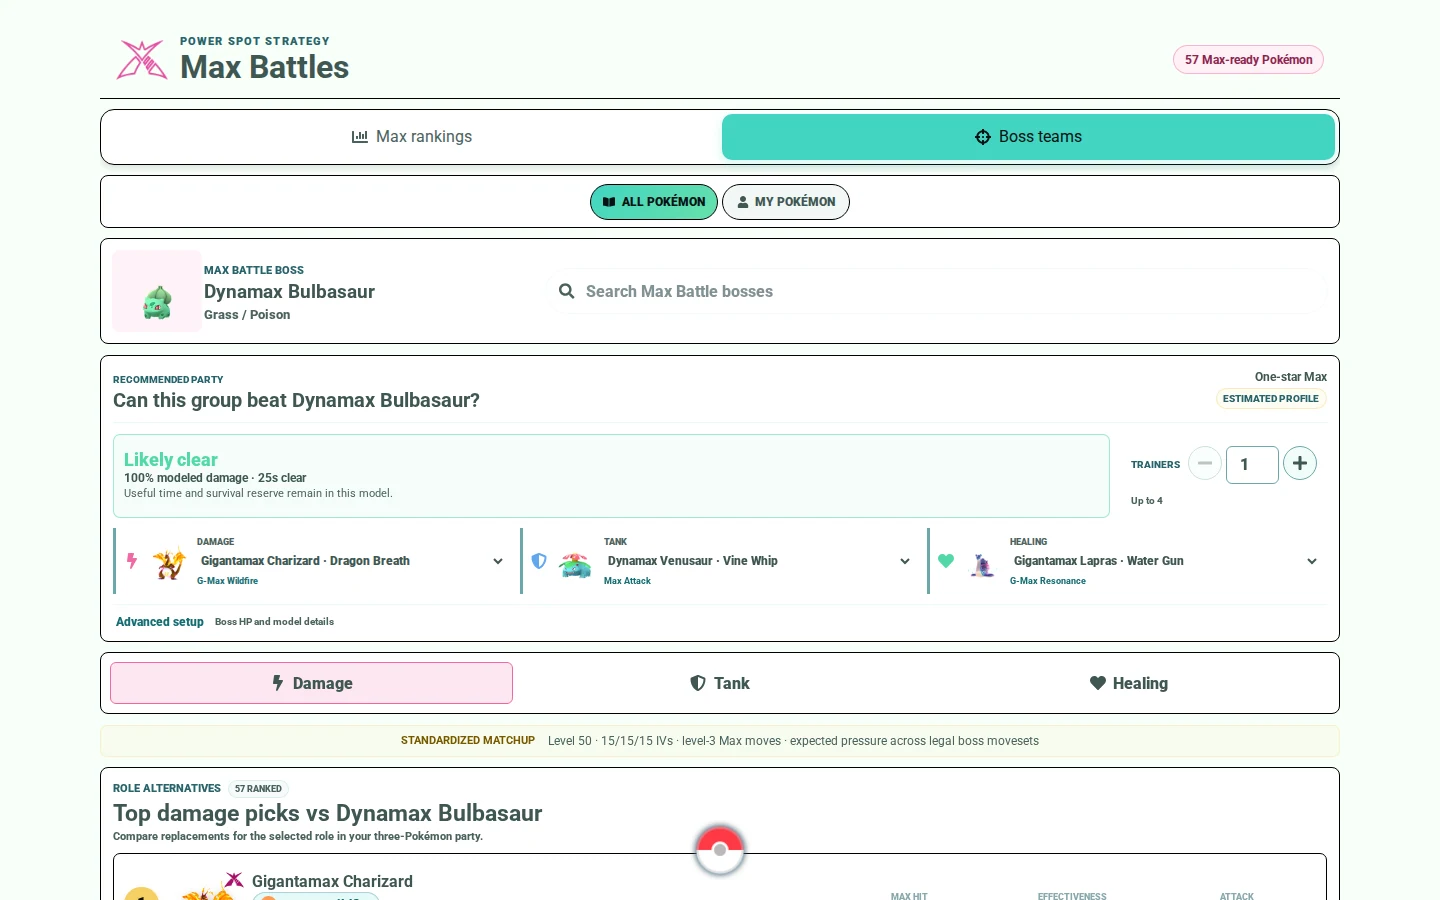 POWER SPOT STRATEGY
Max Battles
57 Max-ready Pokémon
Max rankings
Boss teams
ALL POKÉMON
MY POKÉMON
MAX BATTLE BOSS
Dynamax Bulbasaur
Grass / Poison
Search Max Battle bosses
RECOMMENDED PARTY
Can this group beat Dynamax Bulbasaur?
One-star Max
ESTIMATED PROFILE
Likely clear
100% modeled damage · 25s clear
Useful time and survival reserve remain in this model.
TRAINERS
1
Up to 4
DAMAGE
Gigantamax Charizard · Dragon Breath
G-Max Wildfire
TANK
Dynamax Venusaur · Vine Whip
Max Attack
HEALING
Gigantamax Lapras · Water Gun
G-Max Resonance
Advanced setup
Boss HP and model details
Damage
Tank
Healing
STANDARDIZED MATCHUP
Level 50 · 15/15/15 IVs · level-3 Max moves · expected pressure across legal boss movesets
ROLE ALTERNATIVES
57 RANKED
Top damage picks vs Dynamax Bulbasaur
Compare replacements for the selected role in your three-Pokémon party.
Gigantamax Charizard
MAX HIT
EFFECTIVENESS
ATTACK